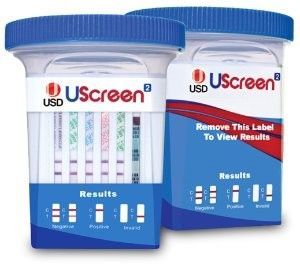 USD UScreen²
Results
C
T
C
T
C
T
Negative
Positive
Invalid
USD UScreen²
Remove This Label
To View Results
Results
C
T
C
T
C
T
Negative
Positive
Invalid